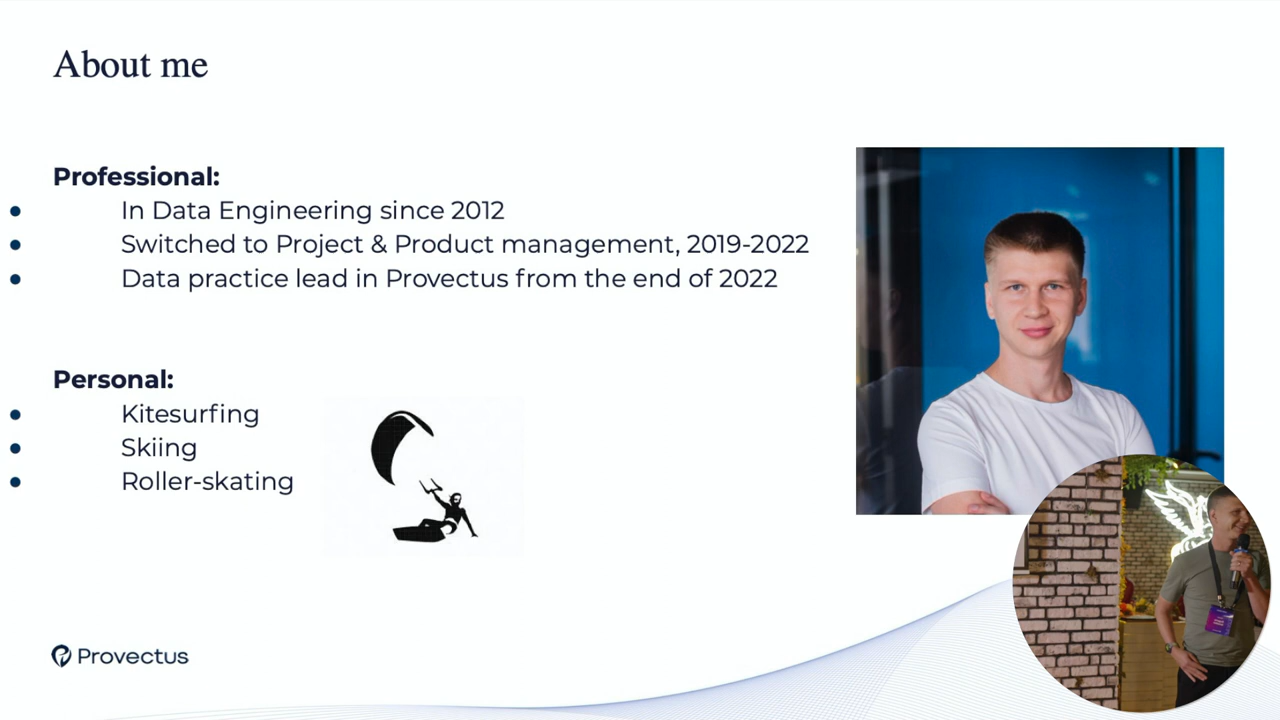 About me
Professional:
In Data Engineering since 2012
Switched to Project & Product management, 2019-2022
Data practice lead in Provectus from the end of 2022
Personal:
Kitesurfing
Skiing
Roller-skating
Provectus